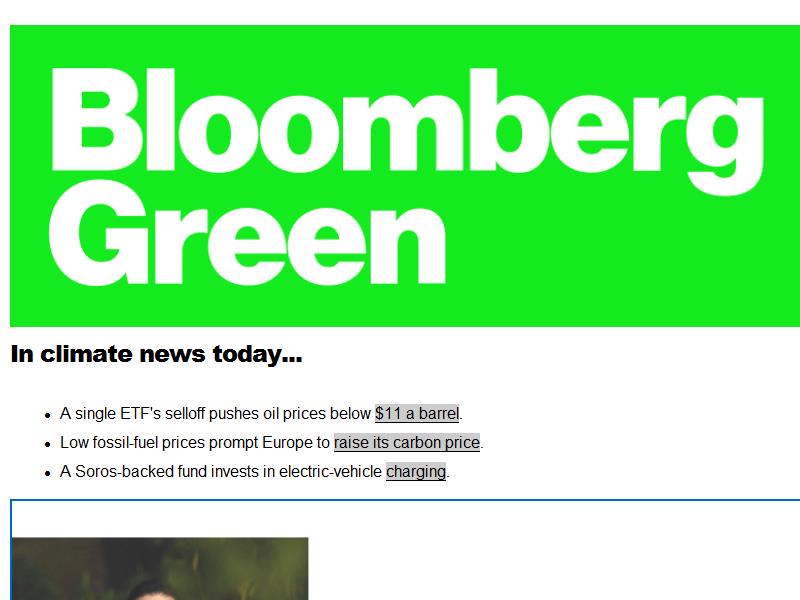 Bloomberg
Green
In climate news today...
A single ETF's selloff pushes oil prices below $11 a barrel.
Low fossil-fuel prices prompt Europe to raise its carbon price.
A Soros-backed fund invests in electric-vehicle charging.